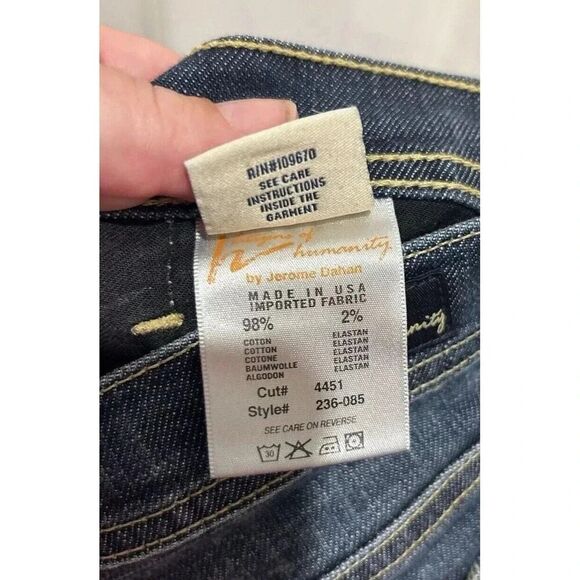 R/N#109670
SEE CARE
INSTRUCTIONS
INSIDE THE
GARMENT
of
humanity
by Jerome Dahan
MADE IN USA
IMPORTED FABRIC
98% 2%
COTON ELASTAN
COTTON ELASTAN
COTONE ELASTAN
BAUMWOLLE ELASTAN
ALGODON ELASTAN
Cut# 4451
Style# 236-085
SEE CARE ON REVERSE
30